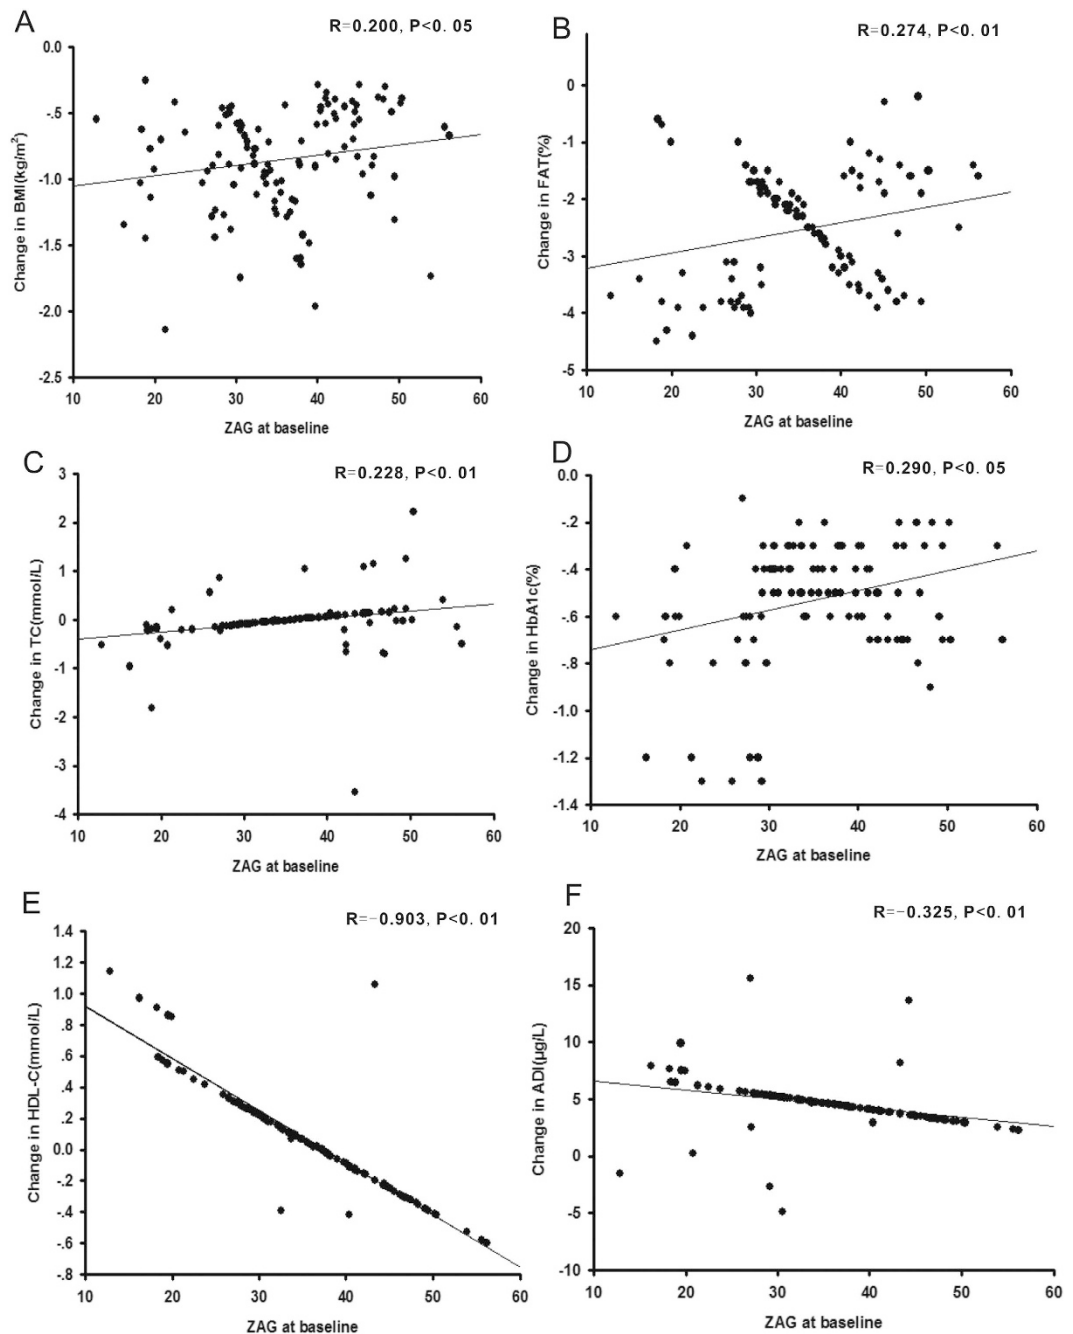 A
R=0.200, P<0.05
0.0
-.5
-1.0
-1.5
-2.0
-2.5
Change in BMI(kg/m²)
10 20 30 40 50 60
ZAG at baseline
B
R=0.274, P<0.01
0
-1
-2
-3
-4
-5
Change in FAT(%)
10 20 30 40 50 60
ZAG at baseline
C
R=0.228, P<0.01
3
2
1
0
-1
-2
-3
-4
Change in TC(mmol/L)
10 20 30 40 50 60
ZAG at baseline
D
R=0.290, P<0.05
0.0
-.2
-.4
-.6
-.8
-1.0
-1.2
-1.4
Change in HbA1c(%)
10 20 30 40 50 60
ZAG at baseline
E
R=-0.903, P<0.01
1.4
1.2
1.0
.8
.6
.4
.2
0.0
-.2
-.4
-.6
-.8
Change in HDL-C(mmol/L)
10 20 30 40 50 60
ZAG at baseline
F
R=-0.325, P<0.01
20
15
10
5
0
-5
-10
Change in ADI(µg/L)
10 20 30 40 50 60
ZAG at baseline